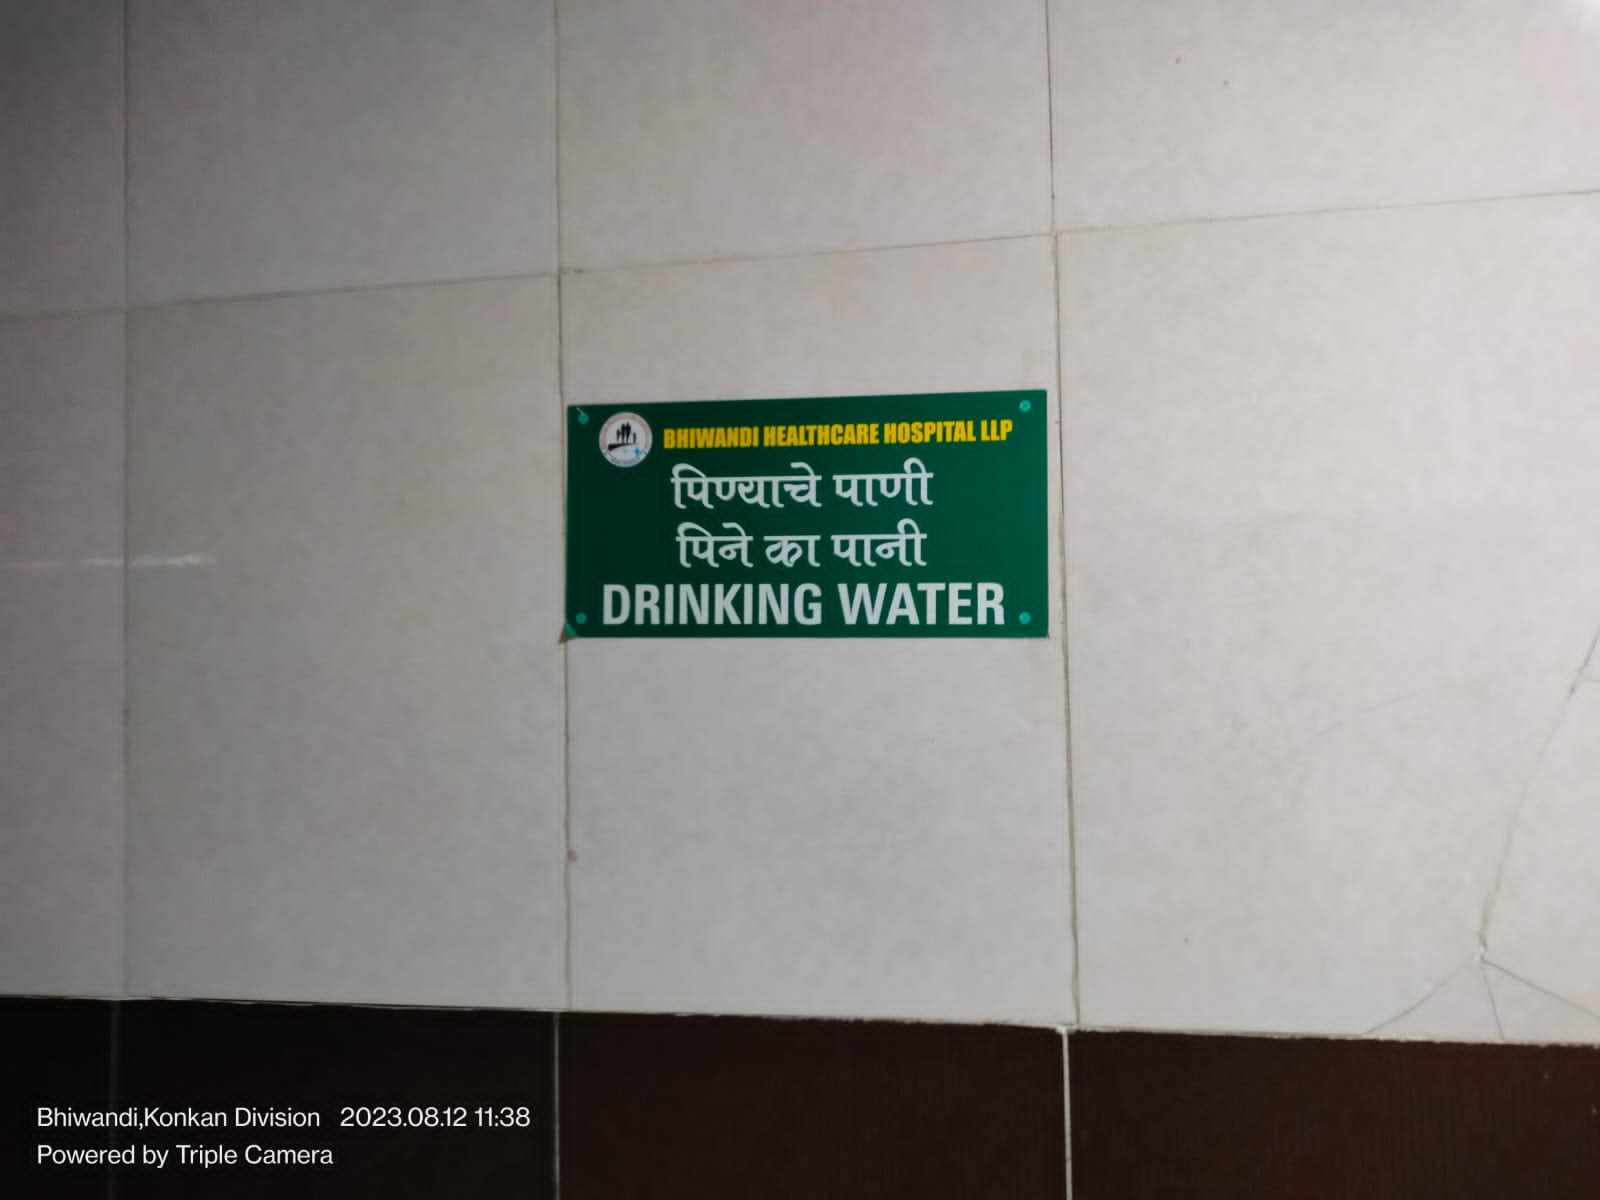 BHIWANDI HEALTHCARE HOSPITAL LLP
पिण्याचे पाणी
पिने का पानी
DRINKING WATER
Bhiwandi,Konkan Division 2023.08.12 11:38
Powered by Triple Camera